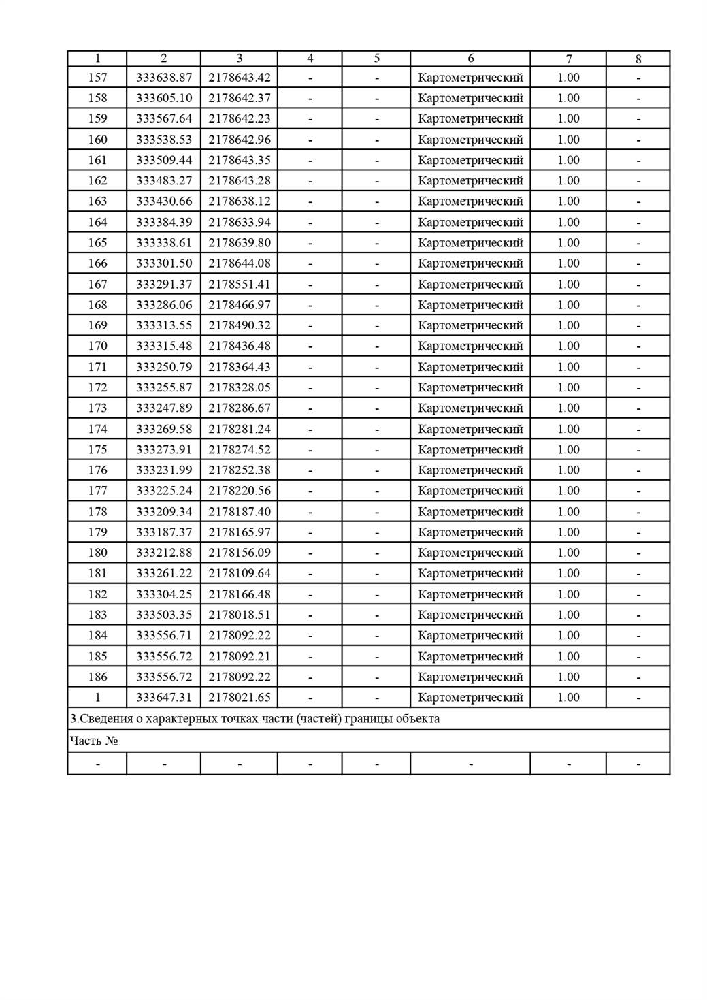 1 2 3 4 5 6 7 8
157 333638.87 2178643.42 - - Картометрический 1.00 -
158 333605.10 2178642.37 - - Картометрический 1.00 -
159 333567.64 2178642.23 - - Картометрический 1.00 -
160 333538.53 2178642.96 - - Картометрический 1.00 -
161 333509.44 2178643.35 - - Картометрический 1.00 -
162 333483.27 2178643.28 - - Картометрический 1.00 -
163 333430.66 2178638.12 - - Картометрический 1.00 -
164 333384.39 2178633.94 - - Картометрический 1.00 -
165 333338.61 2178639.80 - - Картометрический 1.00 -
166 333301.50 2178644.08 - - Картометрический 1.00 -
167 333291.37 2178551.41 - - Картометрический 1.00 -
168 333286.06 2178466.97 - - Картометрический 1.00 -
169 333313.55 2178490.32 - - Картометрический 1.00 -
170 333315.48 2178436.48 - - Картометрический 1.00 -
171 333250.79 2178364.43 - - Картометрический 1.00 -
172 333255.87 2178328.05 - - Картометрический 1.00 -
173 333247.89 2178286.67 - - Картометрический 1.00 -
174 333269.58 2178281.24 - - Картометрический 1.00 -
175 333273.91 2178274.52 - - Картометрический 1.00 -
176 333231.99 2178252.38 - - Картометрический 1.00 -
177 333225.24 2178220.56 - - Картометрический 1.00 -
178 333209.34 2178187.40 - - Картометрический 1.00 -
179 333187.37 2178165.97 - - Картометрический 1.00 -
180 333212.88 2178156.09 - - Картометрический 1.00 -
181 333261.22 2178109.64 - - Картометрический 1.00 -
182 333304.25 2178166.48 - - Картометрический 1.00 -
183 333503.35 2178018.51 - - Картометрический 1.00 -
184 333556.71 2178092.22 - - Картометрический 1.00 -
185 333556.72 2178092.21 - - Картометрический 1.00 -
186 333556.72 2178092.22 - - Картометрический 1.00 -
1 333647.31 2178021.65 - - Картометрический 1.00 -
3.Сведения о характерных точках части (частей) границы объекта
Часть №
- - - - - - - -